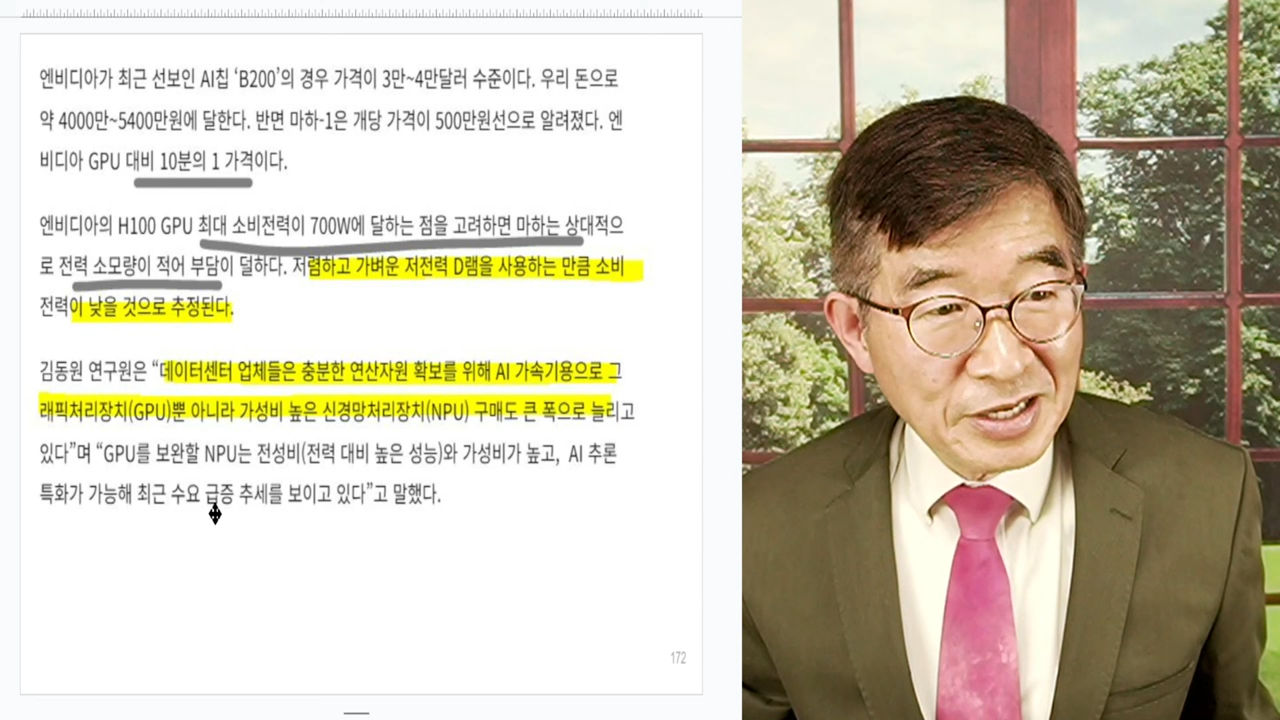 엔비디아가 최근 선보인 AI칩 ‘B200’의 경우 가격이 3만~4만달러 수준이다. 우리 돈으로
약 4000만~5400만원에 달한다. 반면 마하-1은 개당 가격이 500만원선으로 알려졌다. 엔
비디아 GPU 대비 10분의 1 가격이다.
엔비디아의 H100 GPU 최대 소비전력이 700W에 달하는 점을 고려하면 마하는 상대적으
로 전력 소모량이 적어 부담이 덜하다. 저렴하고 가벼운 저전력 D램을 사용하는 만큼 소비
전력이 낮을 것으로 추정된다.
김동원 연구원은 “데이터센터 업체들은 충분한 연산자원 확보를 위해 AI 가속기용으로 그
래픽처리장치(GPU)뿐 아니라 가성비 높은 신경망처리장치(NPU) 구매도 큰 폭으로 늘리고
있다”며 “GPU를 보완할 NPU는 전성비(전력 대비 높은 성능)와 가성비가 높고, AI 추론
특화가 가능해 최근 수요 급증 추세를 보이고 있다”고 말했다.
172